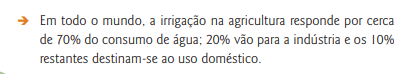 Em todo o mundo, a irrigação na agricultura responde por cerca
de 70% do consumo de água; 20% vão para a indústria e os 10%
restantes destinam-se ao uso doméstico.